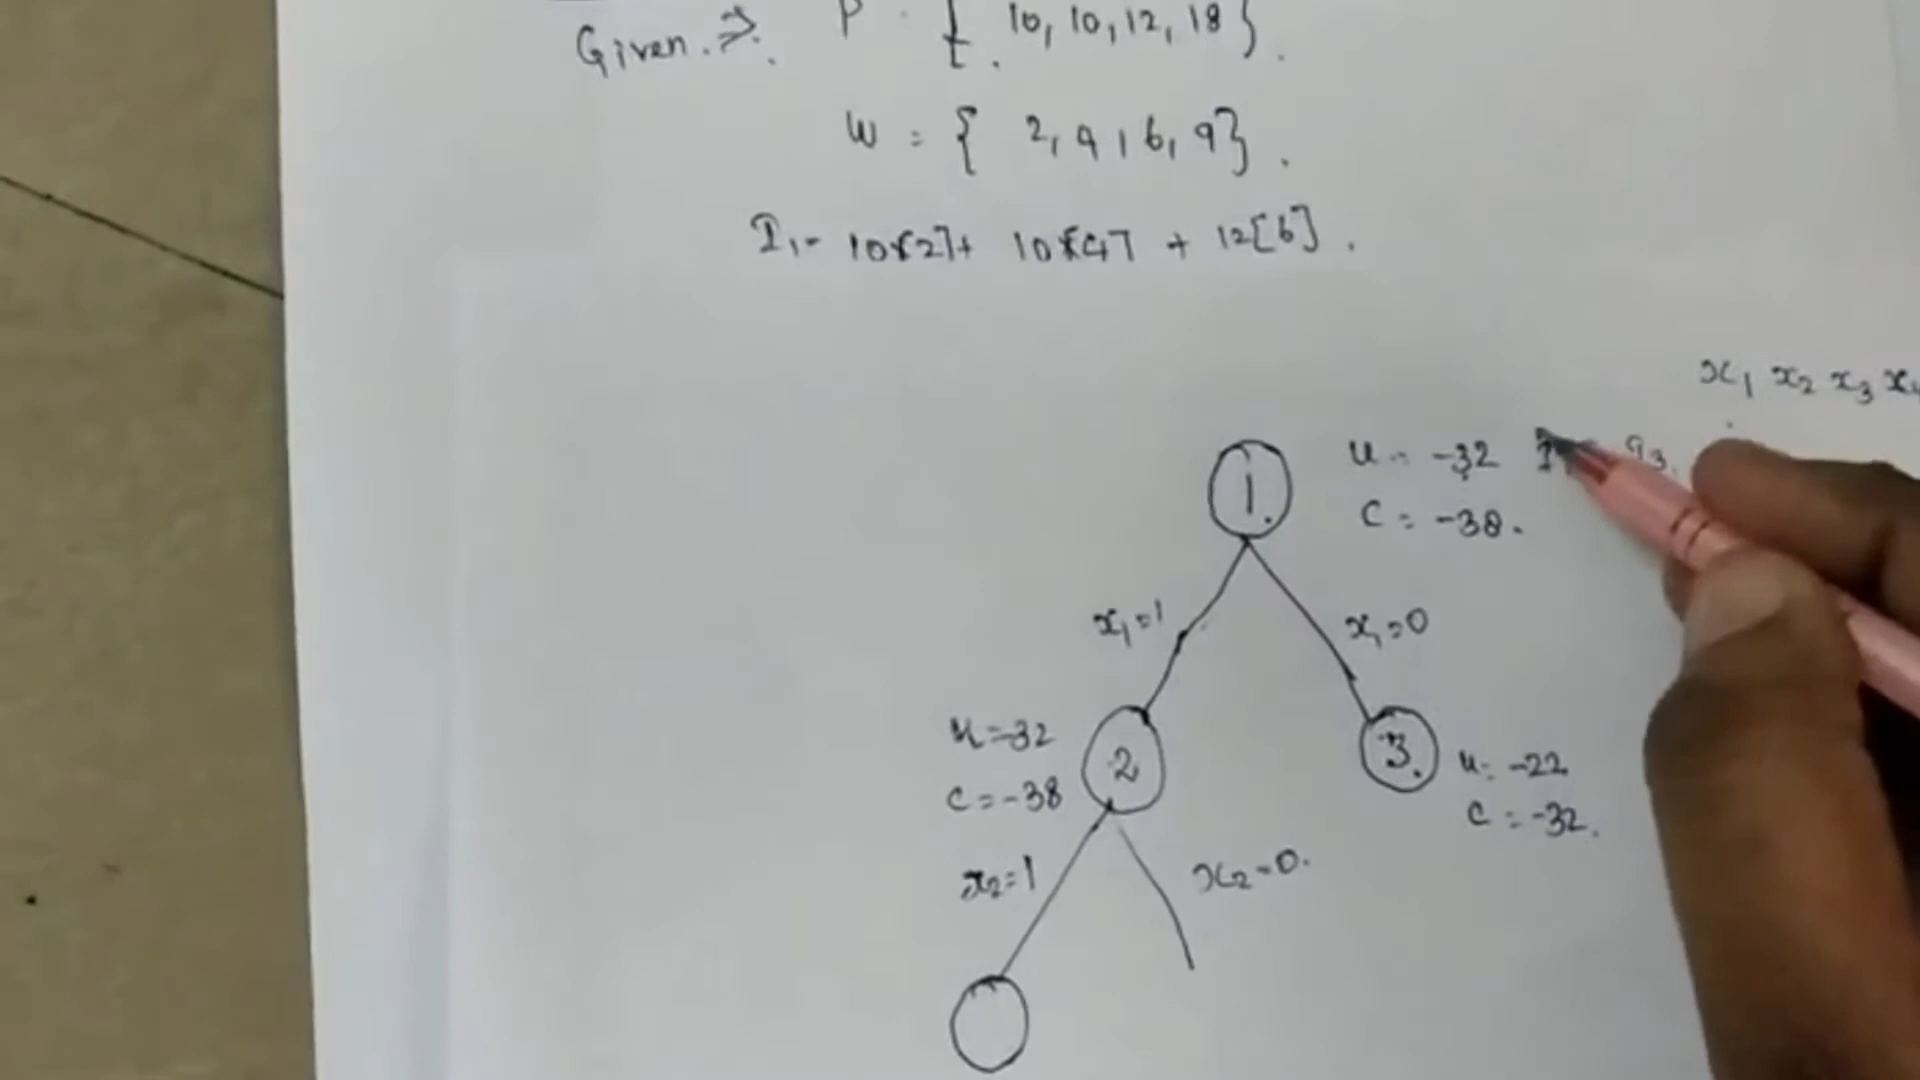 Given. ⇒. P . { . 10, 10, 12, 18 } .
W = { 2, 4, 6, 9 } .
I1 - 10[2] + 10[4] + 12[6] .
x1 x2 x3 x4
1. u = -32
C = -38.
x1=1 x1=0
u=-32 2 3. u= -22
c=-38 c = -32.
x2=1 x2=0.